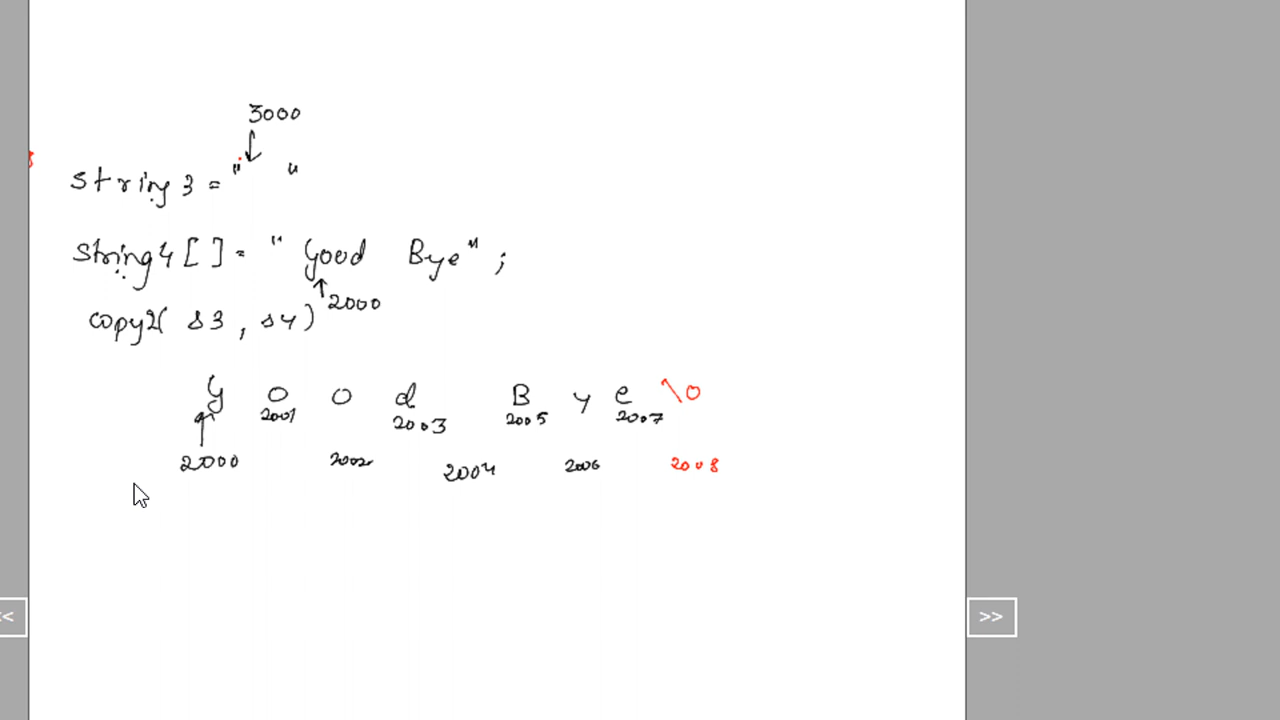 3000
string3 = " "
string4[] = "Good Bye";
2000
copy2(s3, s4)
G o o d B y e \0
2001 2003 2005 2007
2000 2002 2004 2006 2008
<<
>>